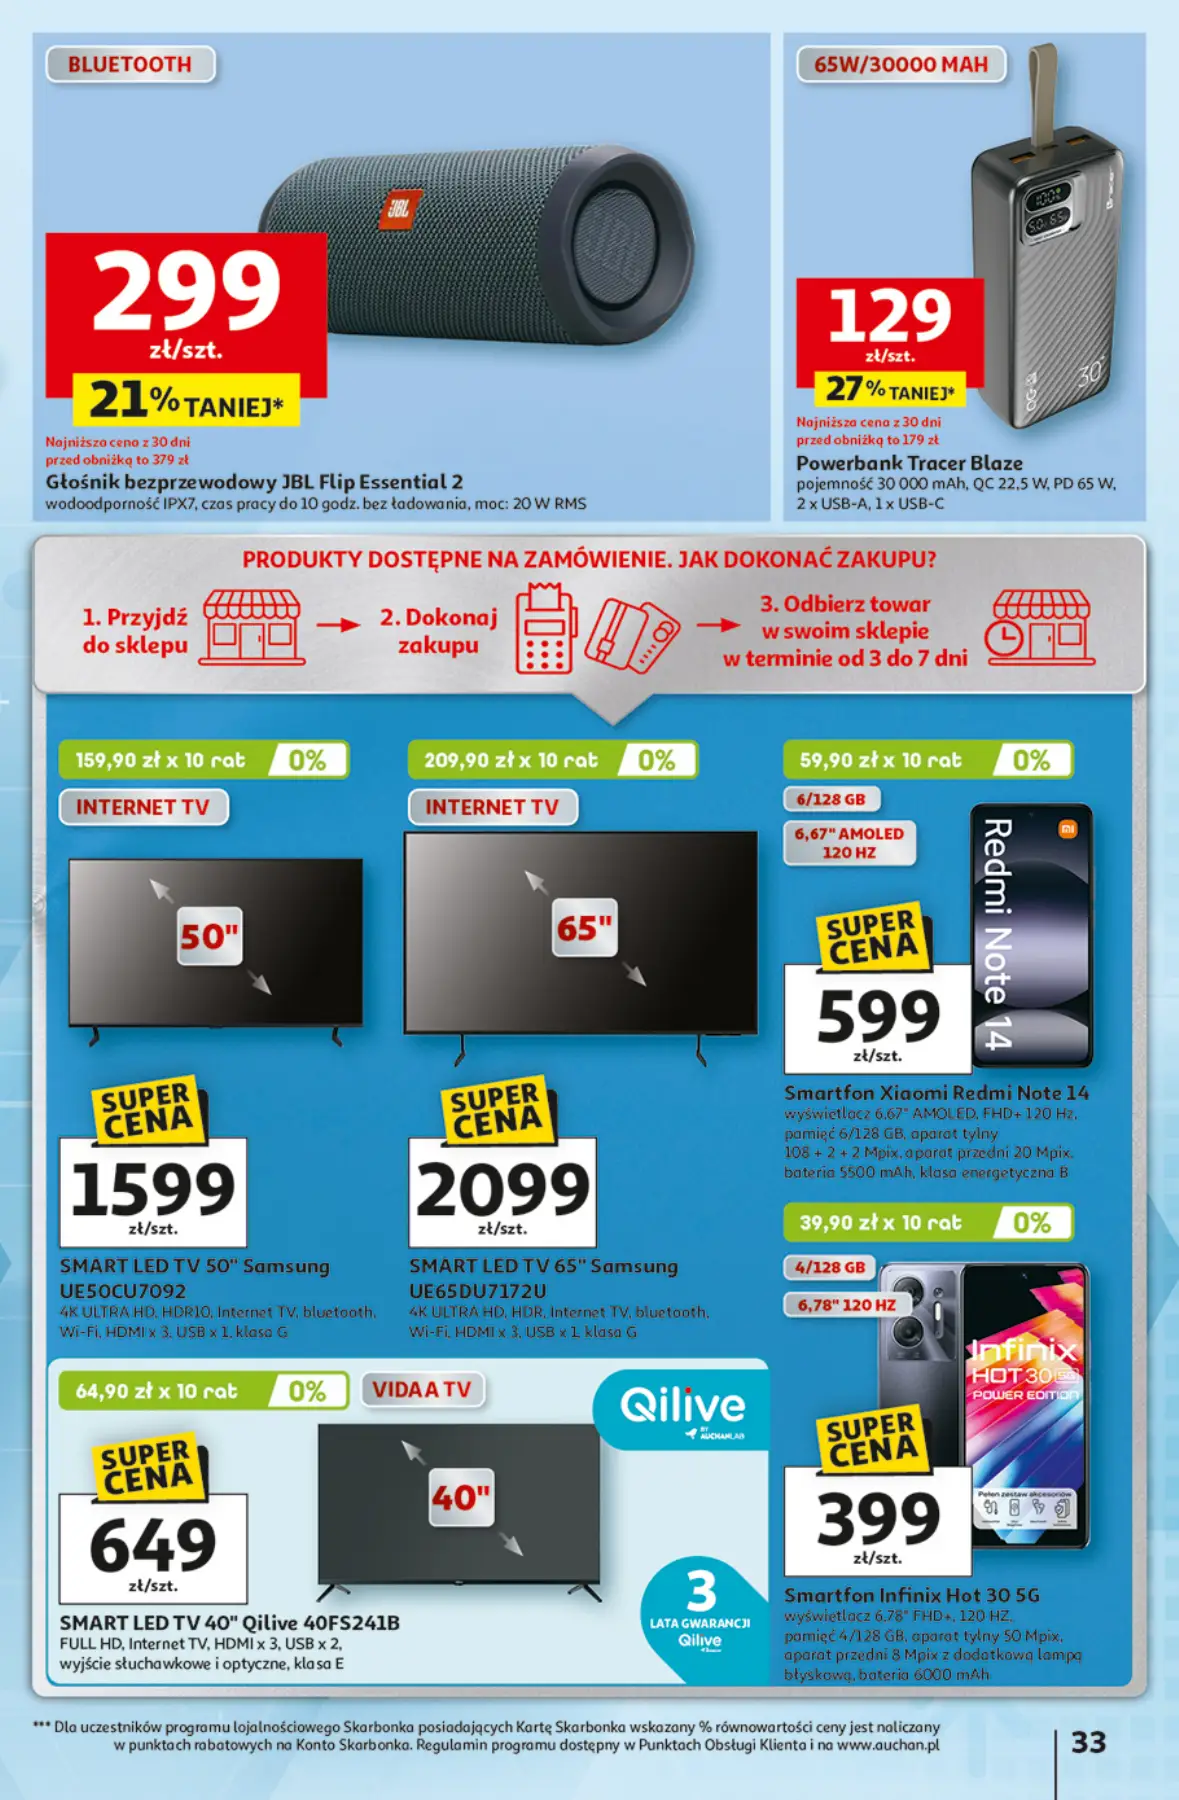 BLUETOOTH
JBL
299
zł/szt.
21% TANIEJ*
Najniższa cena z 30 dni
przed obniżką to 379 zł
Głośnik bezprzewodowy JBL Flip Essential 2
wodoodporność IPX7, czas pracy do 10 godz. bez ładowania, moc: 20 W RMS
65W/30000 MAH
Tracer
129
zł/szt.
27% TANIEJ*
Najniższa cena z 30 dni
przed obniżką to 179 zł
Powerbank Tracer Blaze
pojemność 30 000 mAh, QC 22,5 W, PD 65 W,
2 x USB-A, 1 x USB-C
PRODUKTY DOSTĘPNE NA ZAMÓWIENIE. JAK DOKONAĆ ZAKUPU?
1. Przyjdź
do sklepu
2. Dokonaj
zakupu
3. Odbierz towar
w swoim sklepie
w terminie od 3 do 7 dni
159,90 zł x 10 rat 0%
INTERNET TV
50"
SUPER
CENA
1599
zł/szt.
SMART LED TV 50" Samsung
UE50CU7092
4K ULTRA HD, HDR10, Internet TV, bluetooth,
Wi-Fi, HDMI x 3, USB x 1, klasa G
209,90 zł x 10 rat 0%
INTERNET TV
65"
SUPER
CENA
2099
zł/szt.
SMART LED TV 65" Samsung
UE65DU7172U
4K ULTRA HD, HDR, Internet TV, bluetooth,
Wi-Fi, HDMI x 3, USB x 1, klasa G
59,90 zł x 10 rat 0%
6/128 GB
6,67" AMOLED
120 HZ
Redmi Note 14
SUPER
CENA
599
zł/szt.
Smartfon Xiaomi Redmi Note 14
wyświetlacz 6,67" AMOLED, FHD+ 120 Hz,
pamięć 6/128 GB, aparat tylny
108 + 2 + 2 Mpix, aparat przedni 20 Mpix,
bateria 5500 mAh, klasa energetyczna B
39,90 zł x 10 rat 0%
4/128 GB
6,78" 120 HZ
Infinix
HOT 30 5G
POWER EDITION
Pełen zestaw akcesoriów
SUPER
CENA
399
zł/szt.
Smartfon Infinix Hot 30 5G
wyświetlacz 6,78" FHD+, 120 HZ,
pamięć 4/128 GB, aparat tylny 50 Mpix,
aparat przedni 8 Mpix z dodatkową lampą
błyskową, bateria 6000 mAh
64,90 zł x 10 rat 0%
VIDAA TV
Qilive
BY
AUCHANLAB
40"
SUPER
CENA
649
zł/szt.
3
LATA GWARANCJI
Qilive
SMART LED TV 40" Qilive 40FS241B
FULL HD, Internet TV, HDMI x 3, USB x 2,
wyjście słuchawkowe i optyczne, klasa E
*** Dla uczestników programu lojalnościowego Skarbonka posiadających Kartę Skarbonka wskazany % równowartości ceny jest naliczany
w punktach rabatowych na Konto Skarbonka. Regulamin programu dostępny w Punktach Obsługi Klienta i na www.auchan.pl
33